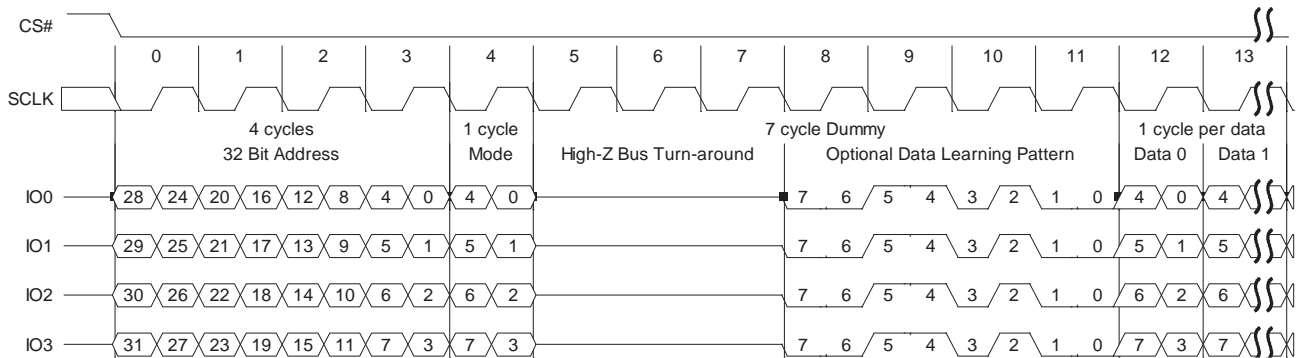 CS#
0 1 2 3 4 5 6 7 8 9 10 11 12 13
SCLK
4 cycles 1 cycle 7 cycle Dummy 1 cycle per data
32 Bit Address Mode High-Z Bus Turn-around Optional Data Learning Pattern Data 0 Data 1
IO0 28 24 20 16 12 8 4 0 4 0 7 6 5 4 3 2 1 0 4 0 4
IO1 29 25 21 17 13 9 5 1 5 1 7 6 5 4 3 2 1 0 5 1 5
IO2 30 26 22 18 14 10 6 2 6 2 7 6 5 4 3 2 1 0 6 2 6
IO3 31 27 23 19 15 11 7 3 7 3 7 6 5 4 3 2 1 0 7 3 7